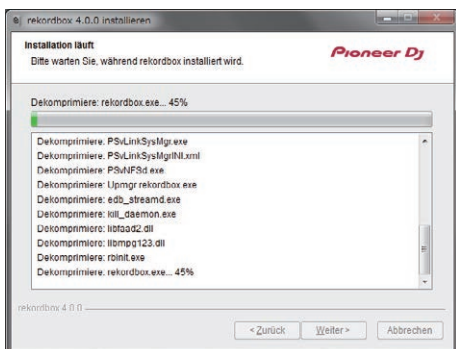 rekordbox 4.0.0 installieren
Installation läuft
Bitte warten Sie, während rekordbox installiert wird.
Pioneer Dj
Dekomprimiere: rekordbox.exe... 45%
Dekomprimiere: PSvLinkSysMgr.exe
Dekomprimiere: PSvLinkSysMgrINI.xml
Dekomprimiere: PSvNFSd.exe
Dekomprimiere: Upmgr rekordbox.exe
Dekomprimiere: edb_streamd.exe
Dekomprimiere: kill_daemon.exe
Dekomprimiere: libfaad2.dll
Dekomprimiere: libmpg123.dll
Dekomprimiere: rbinit.exe
Dekomprimiere: rekordbox.exe... 45%
rekordbox 4.0.0
< Zurück Weiter > Abbrechen